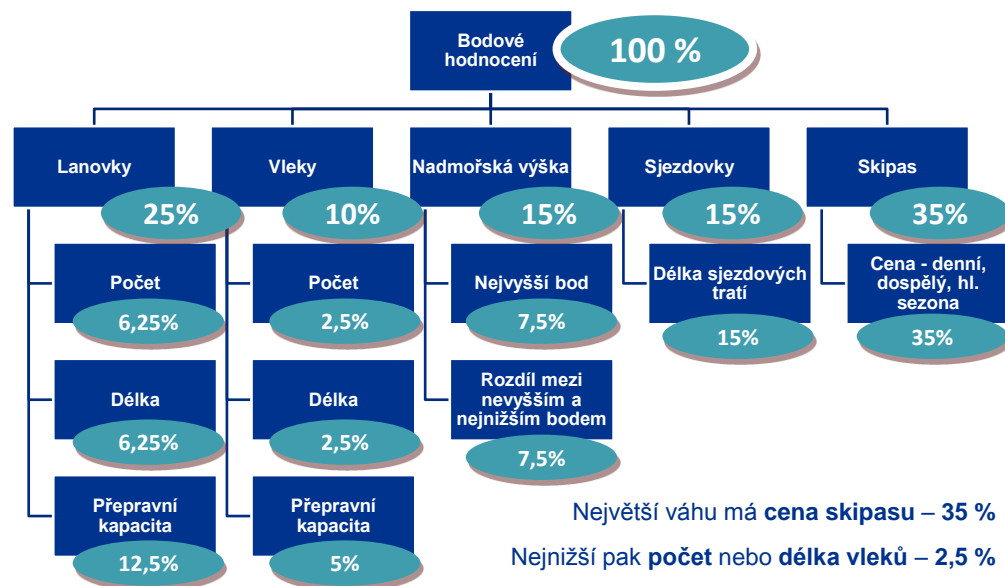 Bodové
hodnocení
100 %
Lanovky
25%
Vleky
10%
Nadmořská výška
15%
Sjezdovky
15%
Skipas
35%
Počet
6,25%
Počet
2,5%
Nejvyšší bod
7,5%
Délka sjezdových
tratí
15%
Cena - denní,
dospělý, hl.
sezona
35%
Délka
6,25%
Délka
2,5%
Rozdíl mezi
nevyšším a
nejnižším bodem
7,5%
Přepravní
kapacita
12,5%
Přepravní
kapacita
5%
Největší váhu má cena skipasu – 35 %
Nejnižší pak počet nebo délka vleků – 2,5 %